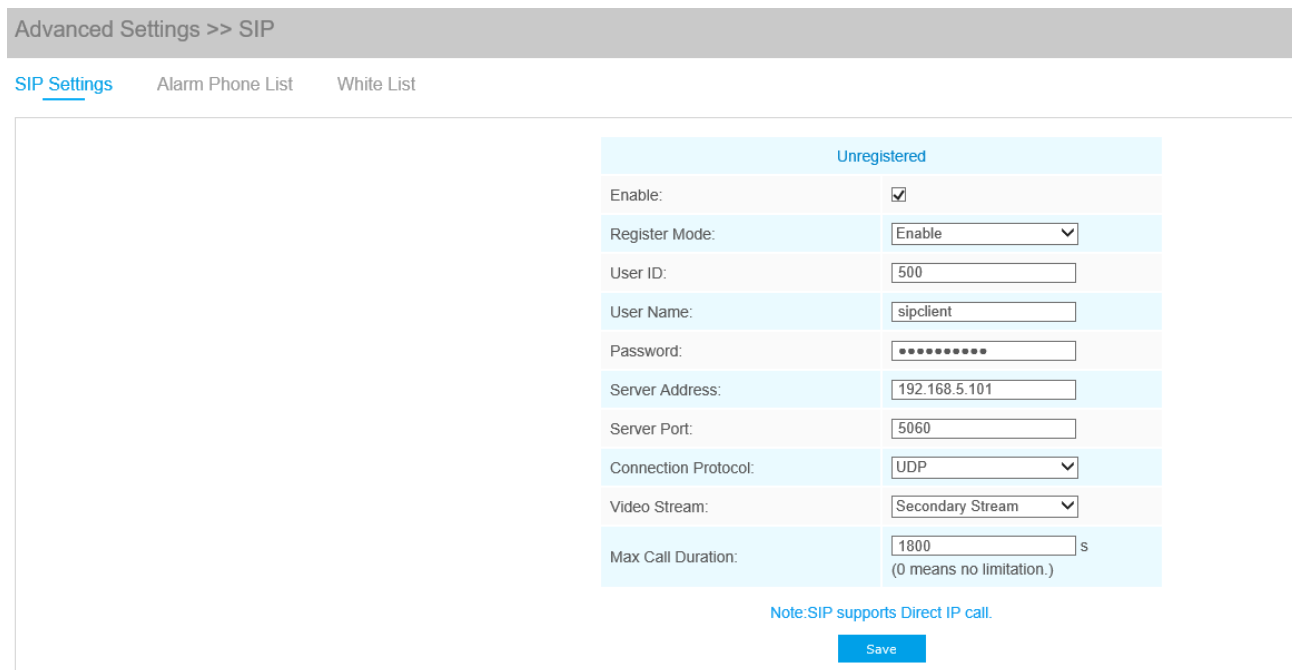 Advanced Settings >> SIP
SIP Settings Alarm Phone List White List
Unregistered
Enable:
Register Mode: Enable
User ID: 500
User Name: sipclient
Password: ●●●●●●●●●●
Server Address: 192.168.5.101
Server Port: 5060
Connection Protocol: UDP
Video Stream: Secondary Stream
Max Call Duration: 1800 s
(0 means no limitation.)
Note:SIP supports Direct IP call.
Save